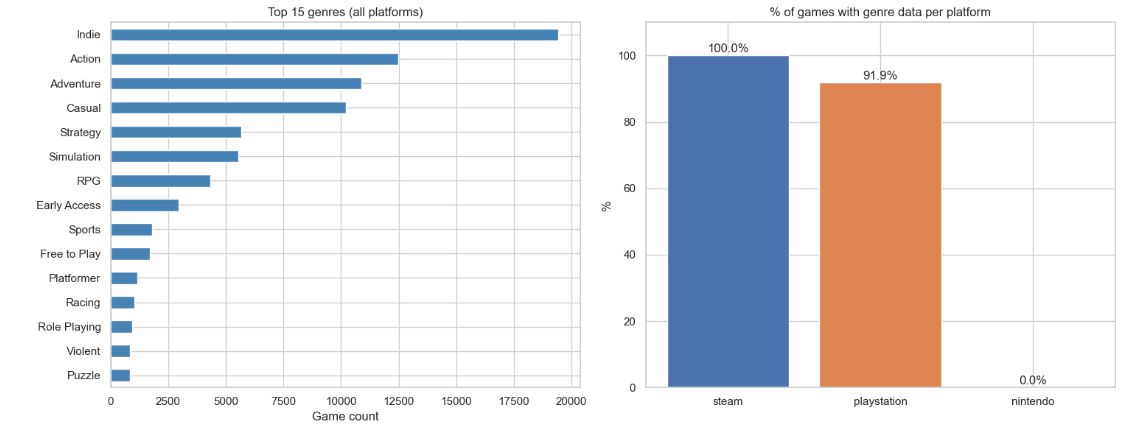 Top 15 genres (all platforms)
Indie
Action
Adventure
Casual
Strategy
Simulation
RPG
Early Access
Sports
Free to Play
Platformer
Racing
Role Playing
Violent
Puzzle
0 2500 5000 7500 10000 12500 15000 17500 20000
Game count
% of games with genre data per platform
100.0%
91.9%
0.0%
100
80
60
40
20
0
%
steam playstation nintendo